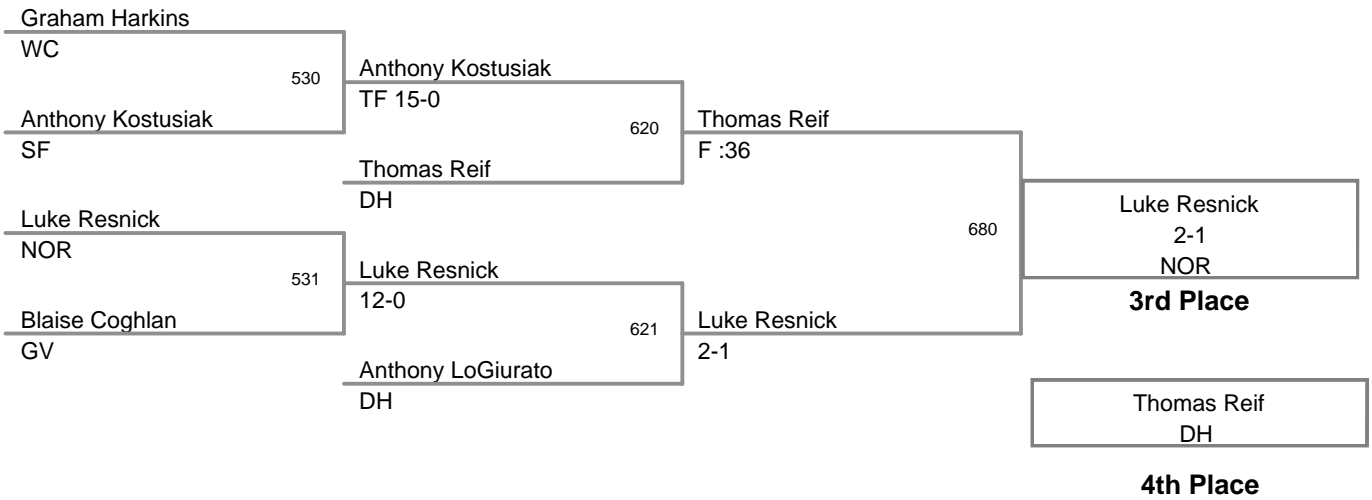 Graham Harkins
WC
530
Anthony Kostusiak
TF 15-0
Anthony Kostusiak
SF
620
Thomas Reif
F :36
Thomas Reif
DH
Luke Resnick
NOR
680
Luke Resnick
2-1
NOR
3rd Place
531
Luke Resnick
12-0
Blaise Coghlan
GV
621
Luke Resnick
2-1
Anthony LoGiurato
DH
Thomas Reif
DH
4th Place